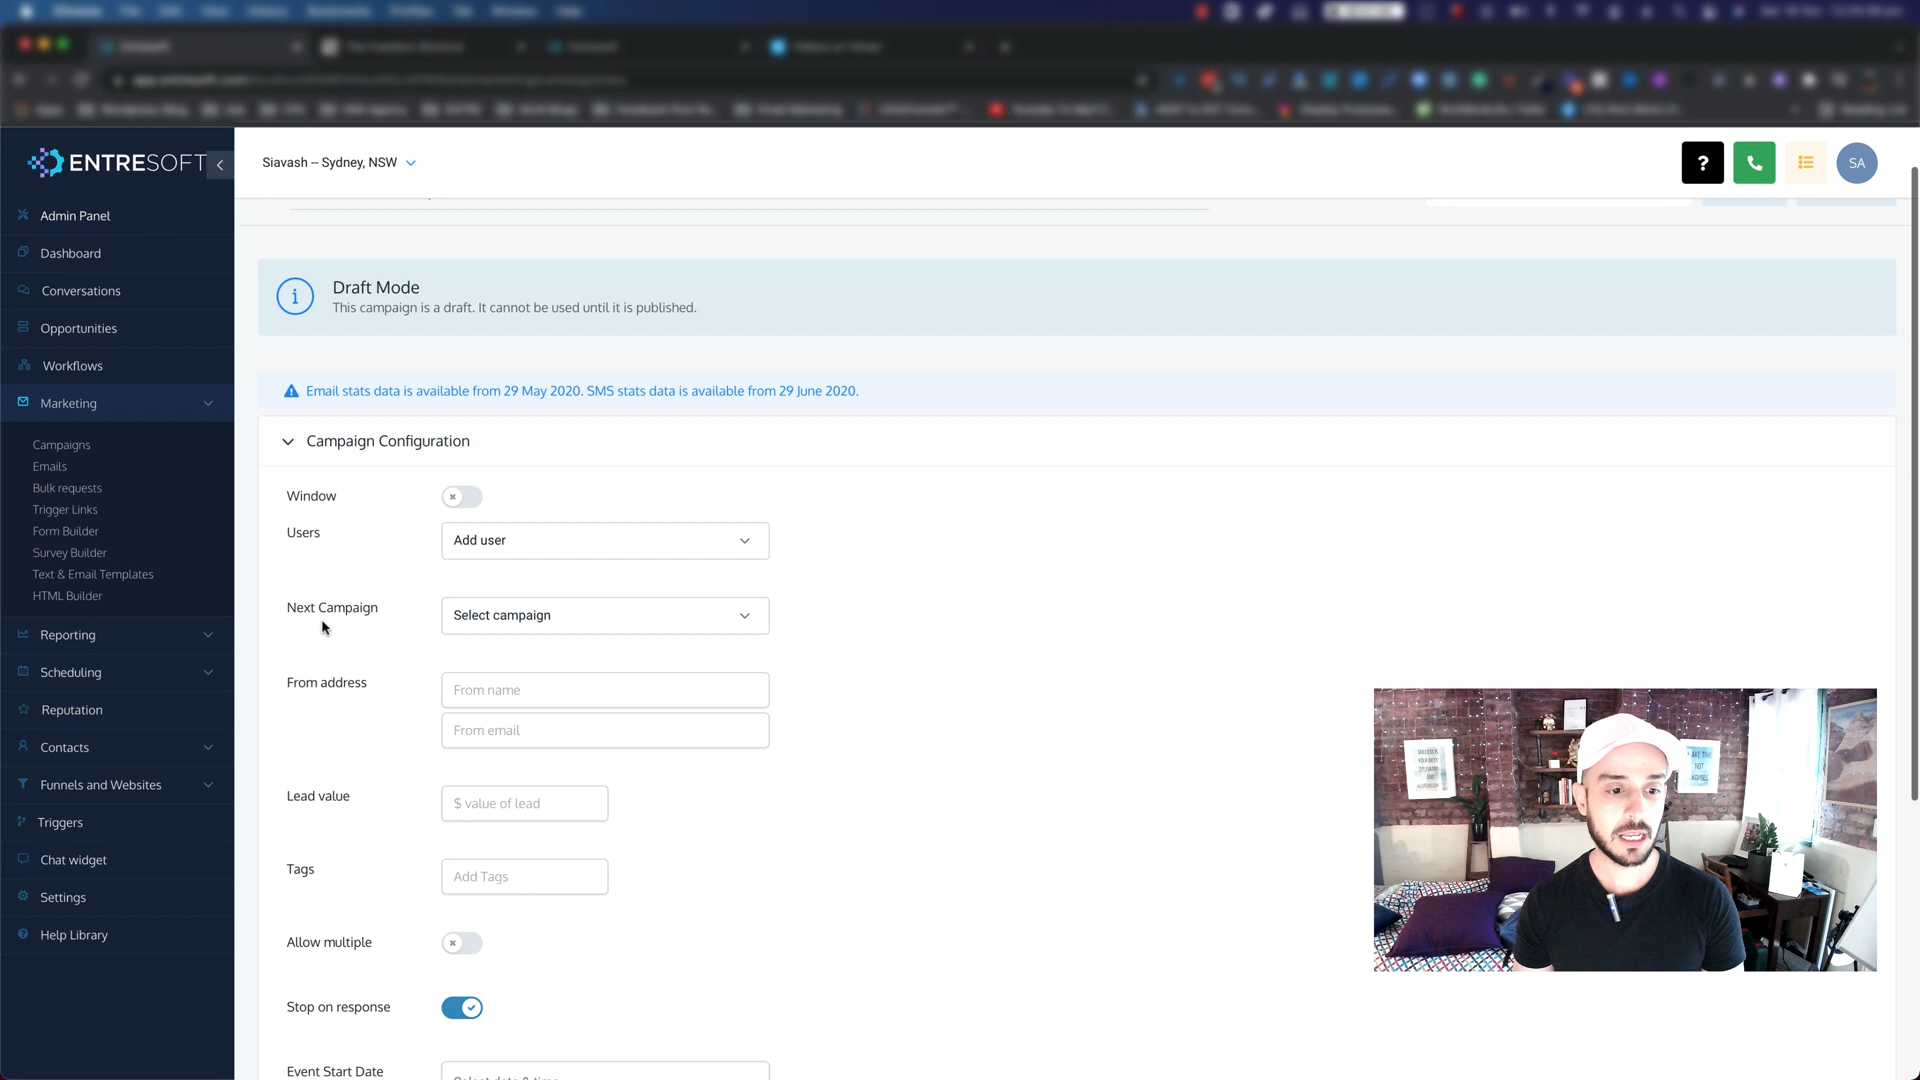 ENTRESOFT
Siavash -- Sydney, NSW
?
SA
Admin Panel
Dashboard
Conversations
Opportunities
Workflows
Marketing
Campaigns
Emails
Bulk requests
Trigger Links
Form Builder
Survey Builder
Text & Email Templates
HTML Builder
Reporting
Scheduling
Reputation
Contacts
Funnels and Websites
Triggers
Chat widget
Settings
Help Library
Draft Mode
This campaign is a draft. It cannot be used until it is published.
Email stats data is available from 29 May 2020. SMS stats data is available from 29 June 2020.
Campaign Configuration
Window
Users
Add user
Next Campaign
Select campaign
From address
From name
From email
Lead value
$ value of lead
Tags
Add Tags
Allow multiple
Stop on response
Event Start Date